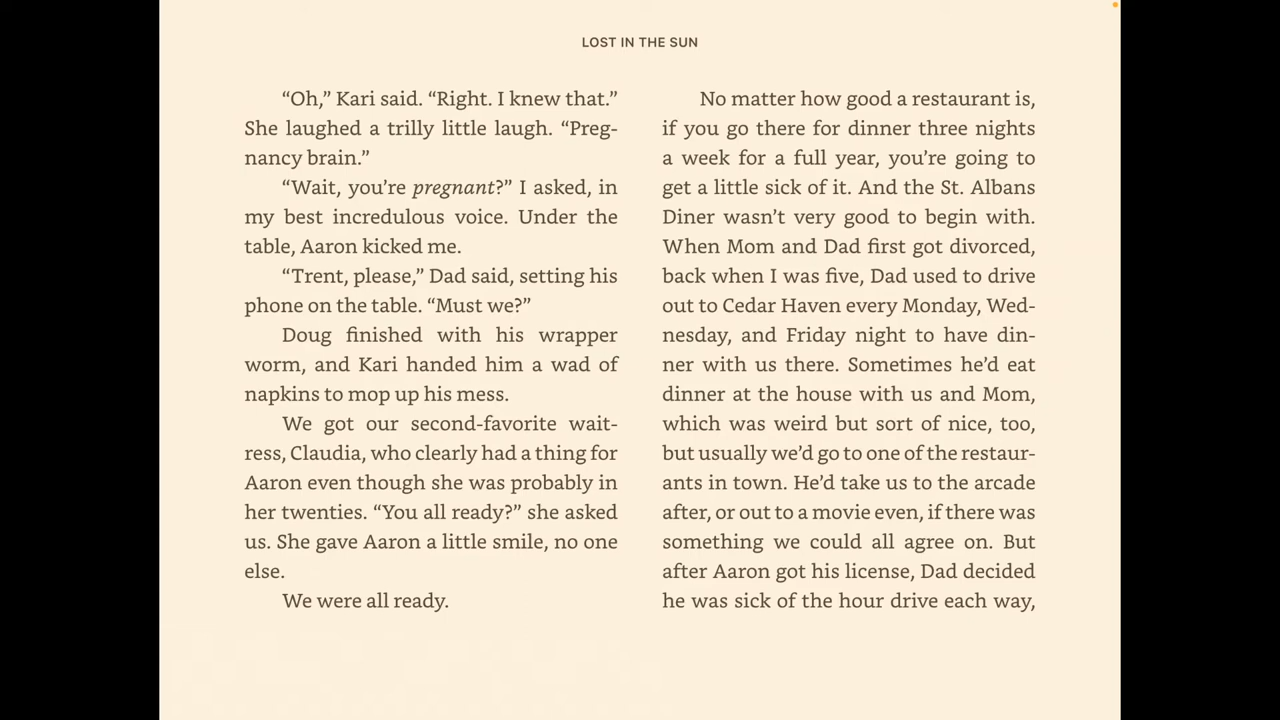 LOST IN THE SUN
“Oh,” Kari said. “Right. I knew that.”
She laughed a trilly little laugh. “Preg-
nancy brain.”
“Wait, you’re pregnant?” I asked, in
my best incredulous voice. Under the
table, Aaron kicked me.
“Trent, please,” Dad said, setting his
phone on the table. “Must we?”
Doug finished with his wrapper
worm, and Kari handed him a wad of
napkins to mop up his mess.
We got our second-favorite wait-
ress, Claudia, who clearly had a thing for
Aaron even though she was probably in
her twenties. “You all ready?” she asked
us. She gave Aaron a little smile, no one
else.
We were all ready.
No matter how good a restaurant is,
if you go there for dinner three nights
a week for a full year, you’re going to
get a little sick of it. And the St. Albans
Diner wasn’t very good to begin with.
When Mom and Dad first got divorced,
back when I was five, Dad used to drive
out to Cedar Haven every Monday, Wed-
nesday, and Friday night to have din-
ner with us there. Sometimes he’d eat
dinner at the house with us and Mom,
which was weird but sort of nice, too,
but usually we’d go to one of the restaur-
ants in town. He’d take us to the arcade
after, or out to a movie even, if there was
something we could all agree on. But
after Aaron got his license, Dad decided
he was sick of the hour drive each way,